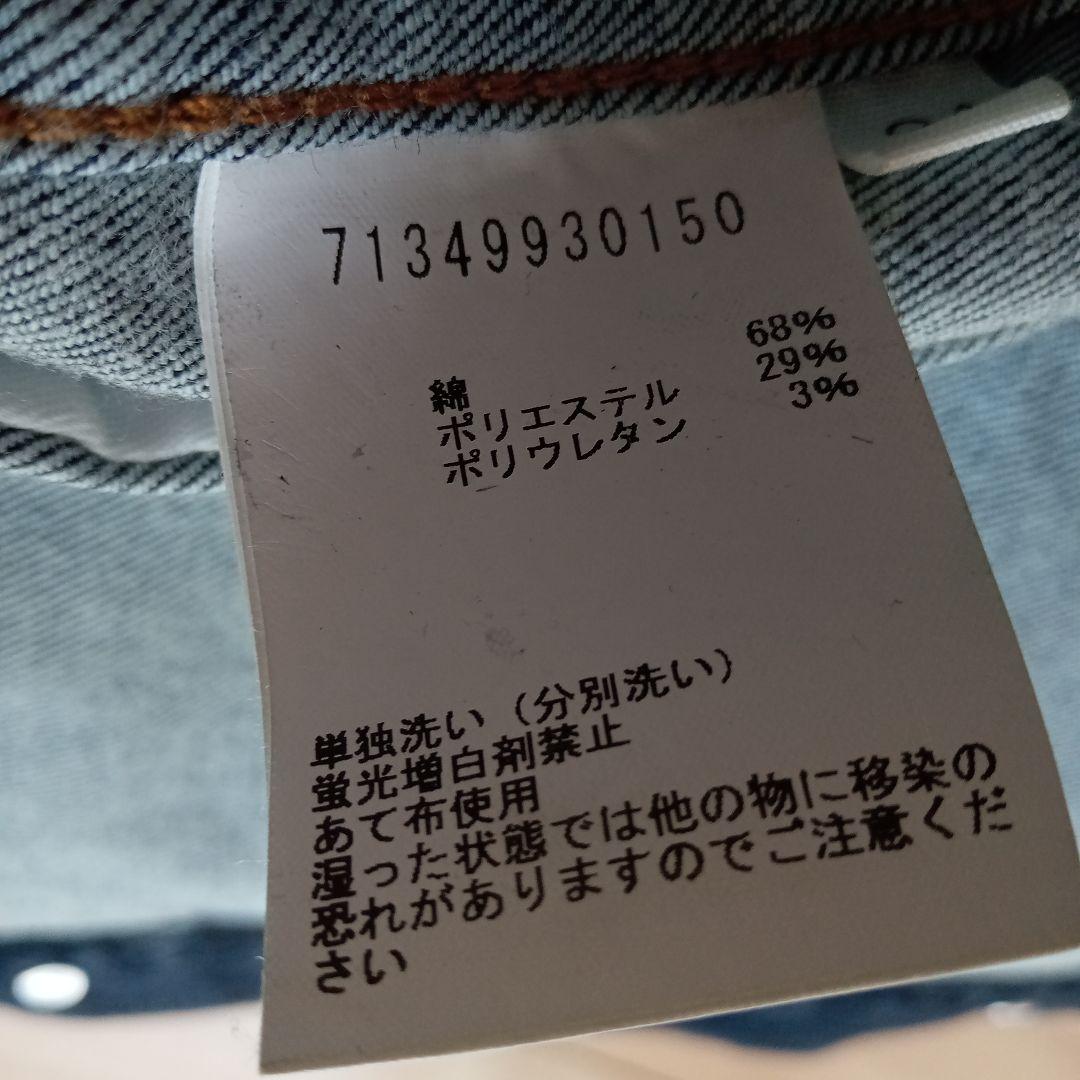 71349930150
綿 68%
ポリエステル 29%
ポリウレタン 3%
単独洗い(分別洗い)
蛍光増白剤禁止
あて布使用
湿った状態では他の物に移染の
恐れがありますのでご注意くだ
さい